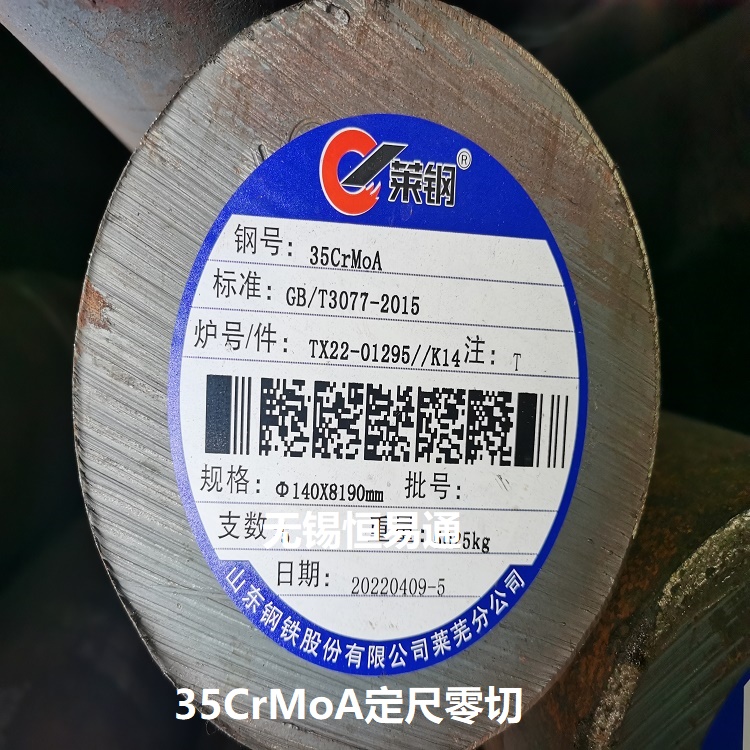 莱钢®
钢号: 35CrMoA
标准: GB/T3077-2015
炉号/件: TX22-01295//K14 注: T
规格: Φ140X8190mm 批号:
支数 重量: 5kg
无锡恒易通
日期: 20220409-5
山东钢铁股份有限公司莱芜分公司
35CrMoA定尺零切